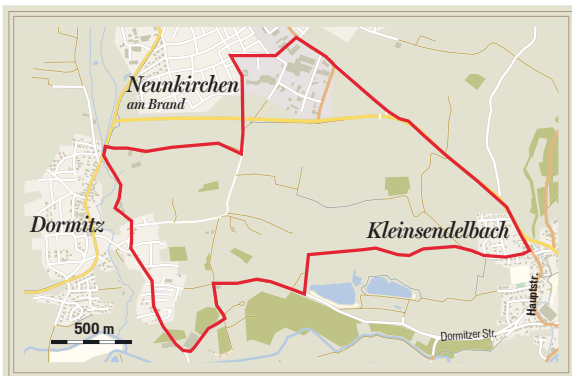 Neunkirchen
am Brand
Dormitz
Kleinsendelbach
Hauptstr.
500 m
Dormitzer Str.